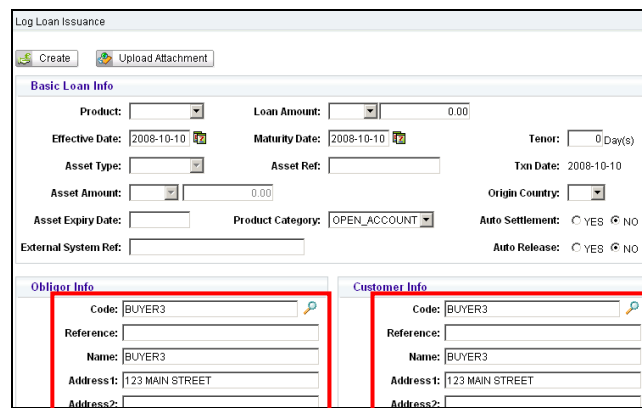 Log Loan Issuance
Create Upload Attachment
Basic Loan Info
Product: Loan Amount: 0.00
Effective Date: 2008-10-10 Maturity Date: 2008-10-10 Tenor: 0 Day(s)
Asset Type: Asset Ref: Txn Date: 2008-10-10
Asset Amount: 0.00 Origin Country:
Asset Expiry Date: Product Category: OPEN_ACCOUNT Auto Settlement: YES NO
External System Ref: Auto Release: YES NO
Obligor Info
Code: BUYER3
Reference:
Name: BUYER3
Address1: 123 MAIN STREET
Address2:
Customer Info
Code: BUYER3
Reference:
Name: BUYER3
Address1: 123 MAIN STREET
Address2: